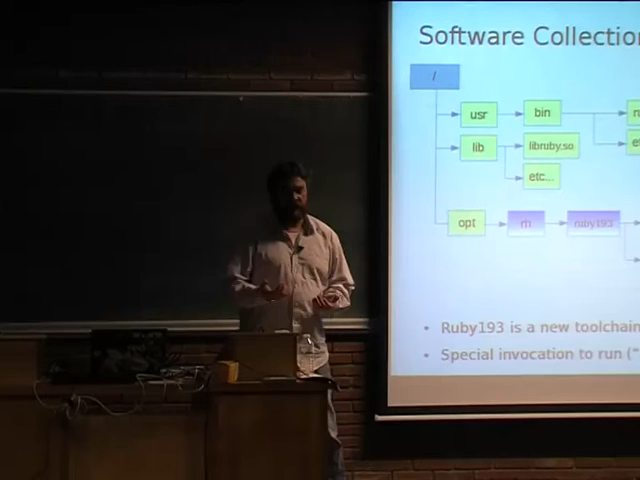 Software Collection
/
usr
bin
lib
libruby.so
etc...
opt
rh
ruby193
• Ruby193 is a new toolchain
• Special invocation to run ("